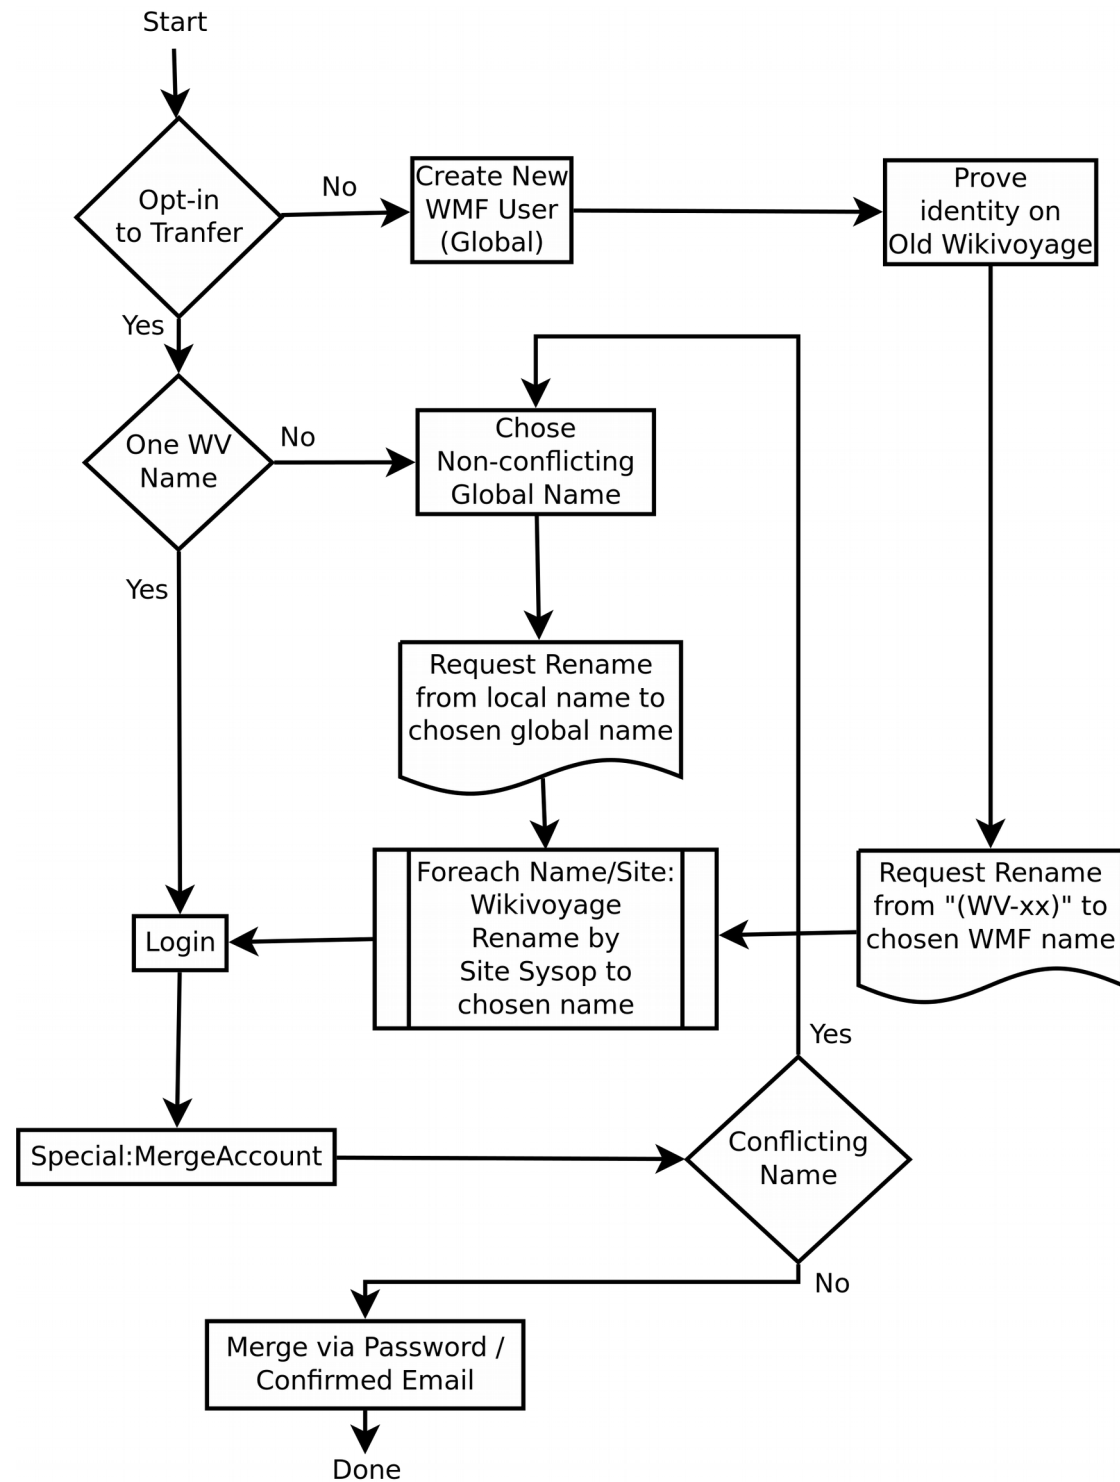 Start
Opt-in
to Tranfer
No
Create New
WMF User
(Global)
Prove
identity on
Old Wikivoyage
Yes
One WV
Name
No
Chose
Non-conflicting
Global Name
Yes
Request Rename
from local name to
chosen global name
Foreach Name/Site:
Wikivoyage
Rename by
Site Sysop to
chosen name
Request Rename
from "(WV-xx)" to
chosen WMF name
Login
Yes
Special:MergeAccount
Conflicting
Name
No
Merge via Password /
Confirmed Email
Done